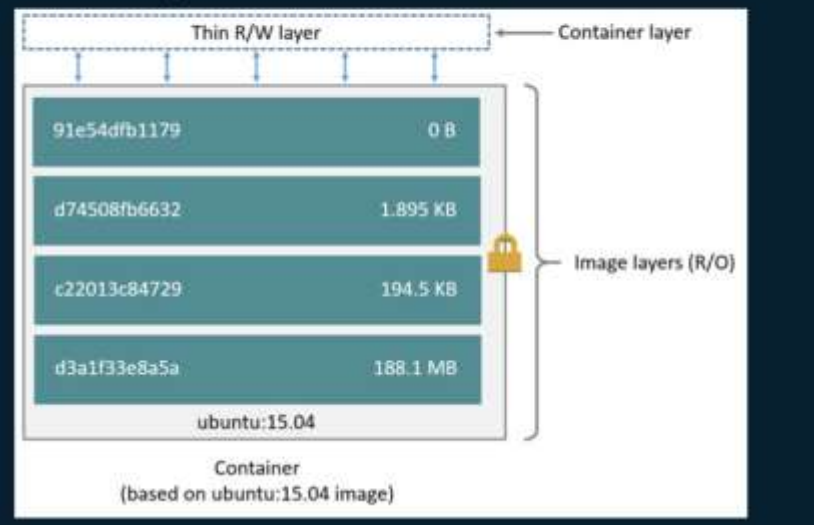 Thin R/W layer
Container layer
91e54dfb1179 0 B
d74508fb6632 1.895 KB
c22013c84729 194.5 KB
d3a1f33e8a5a 188.1 MB
Image layers (R/O)
ubuntu:15.04
Container
(based on ubuntu:15.04 image)